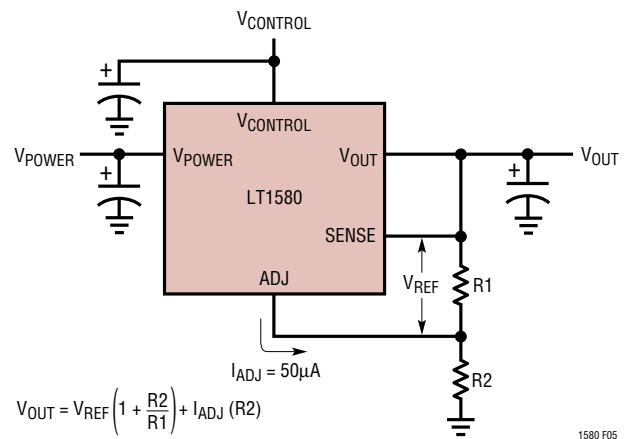 VCONTROL
+
VCONTROL
VPOWER
VPOWER
VOUT
VOUT
+
+
LT1580
SENSE
ADJ
VREF
R1
IADJ = 50µA
R2
VOUT = VREF(1 + R2/R1) + IADJ (R2)
1580 F05